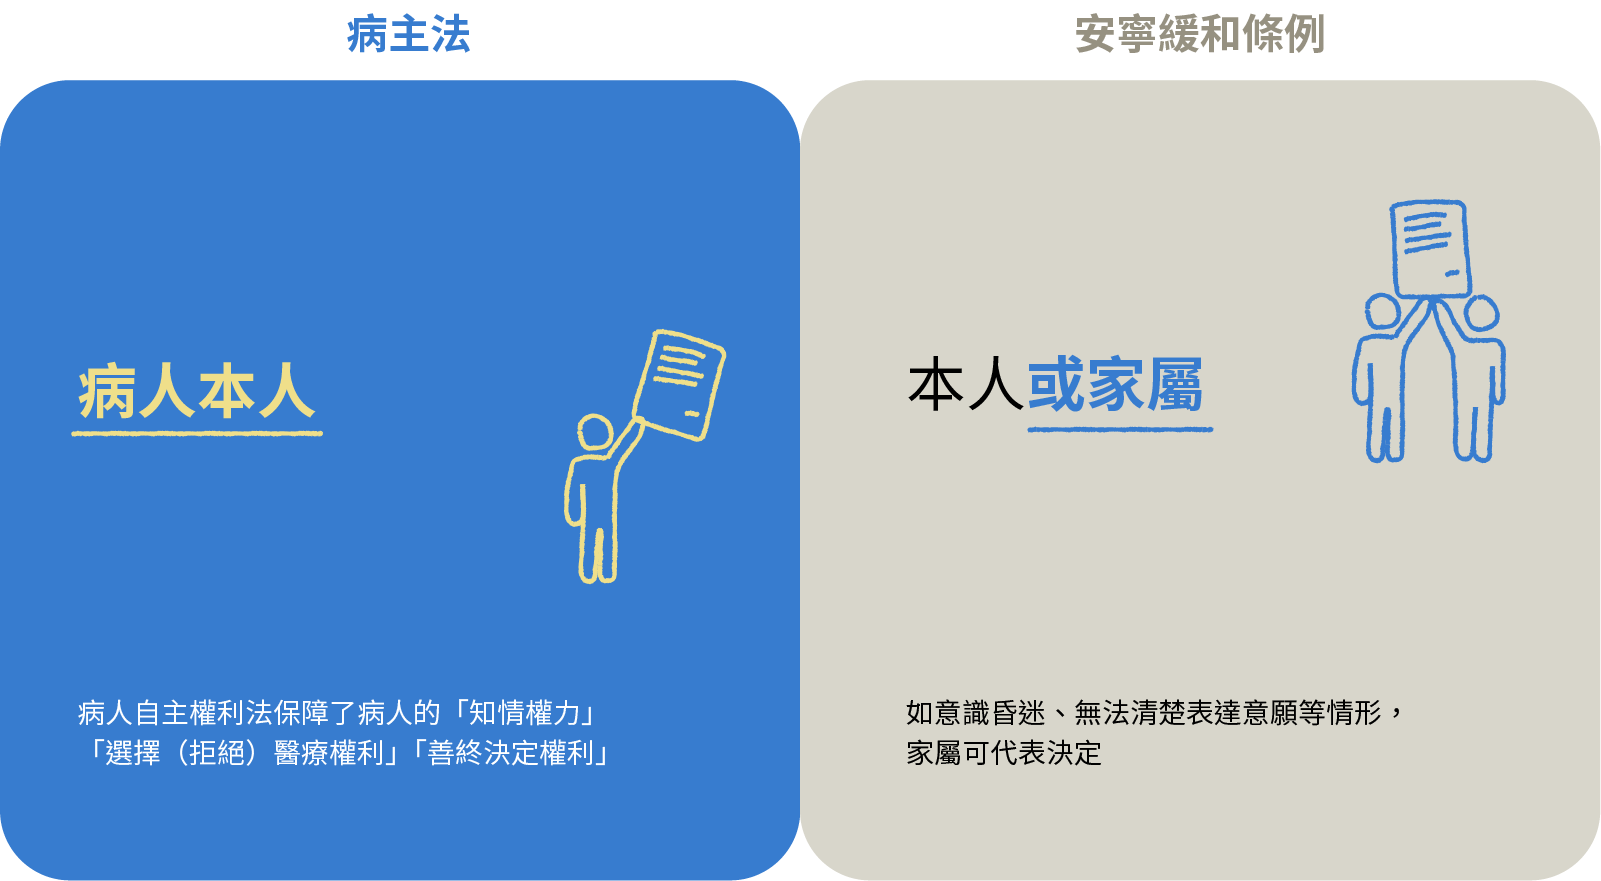 病主法
病人本人
病人自主權利法保障了病人的「知情權力」
「選擇（拒絕）醫療權利」「善終決定權利」
安寧緩和條例
本人或家屬
如意識昏迷、無法清楚表達意願等情形，
家屬可代表決定